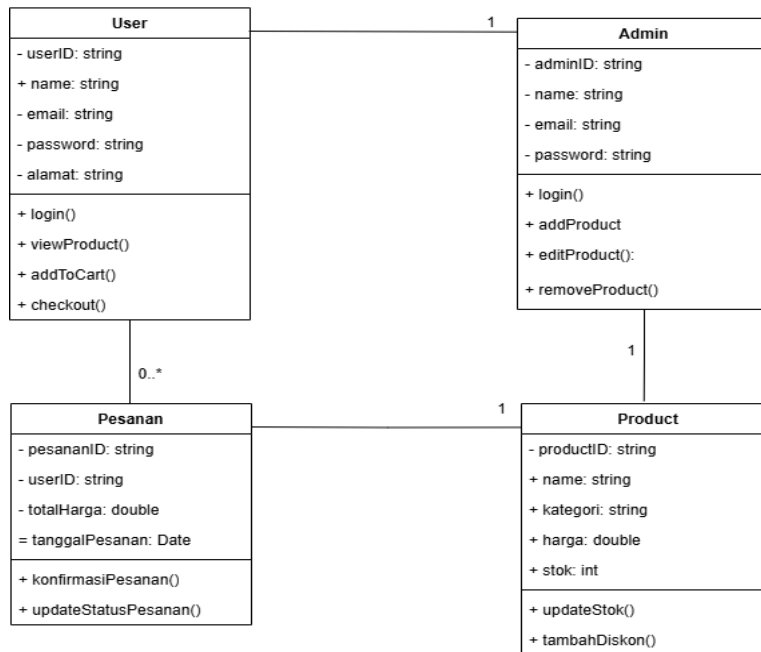 User
- userID: string
+ name: string
- email: string
- password: string
- alamat: string
+ login()
+ viewProduct()
+ addToCart()
+ checkout()
1
Admin
- adminID: string
- name: string
- email: string
- password: string
+ login()
+ addProduct
+ editProduct():
+ removeProduct()
0..*
1
Pesanan
- pesananID: string
- userID: string
- totalHarga: double
= tanggalPesanan: Date
+ konfirmasiPesanan()
+ updateStatusPesanan()
1
Product
- productID: string
+ name: string
+ kategori: string
+ harga: double
+ stok: int
+ updateStok()
+ tambahDiskon()